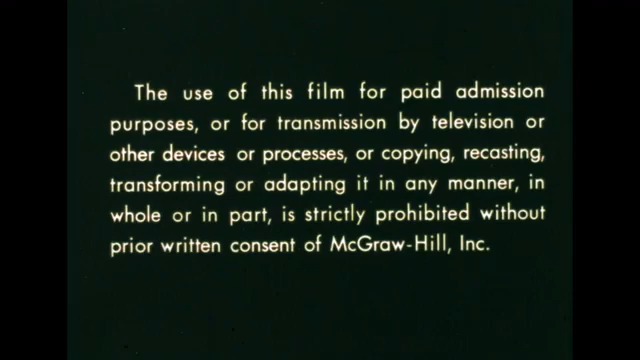 The use of this film for paid admission
purposes, or for transmission by television or
other devices or processes, or copying, recasting,
transforming or adapting it in any manner, in
whole or in part, is strictly prohibited without
prior written consent of McGraw-Hill, Inc.